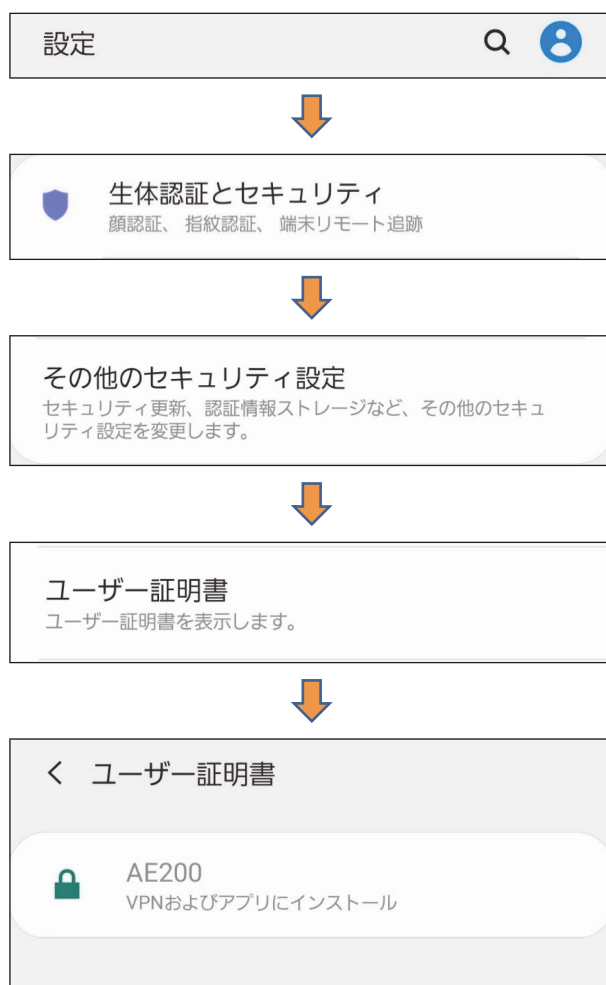 設定
生体認証とセキュリティ
顔認証、 指紋認証、 端末リモート追跡
その他のセキュリティ設定
セキュリティ更新、認証情報ストレージなど、その他のセキュ
リティ設定を変更します。
ユーザー証明書
ユーザー証明書を表示します。
ユーザー証明書
AE200
VPNおよびアプリにインストール